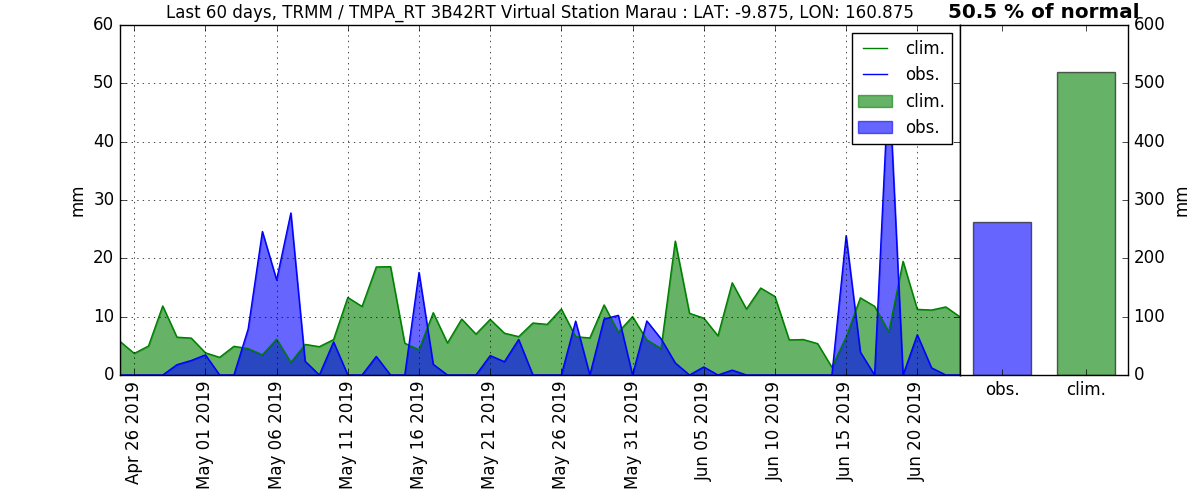 Last 60 days, TRMM / TMPA_RT 3B42RT Virtual Station Marau : LAT: -9.875, LON: 160.875
50.5 % of normal
60
50
40
30
20
10
0
mm
clim.
obs.
clim.
obs.
Apr 26 2019
May 01 2019
May 06 2019
May 11 2019
May 16 2019
May 21 2019
May 26 2019
May 31 2019
Jun 05 2019
Jun 10 2019
Jun 15 2019
Jun 20 2019
600
500
400
300
200
100
0
mm
obs.
clim.